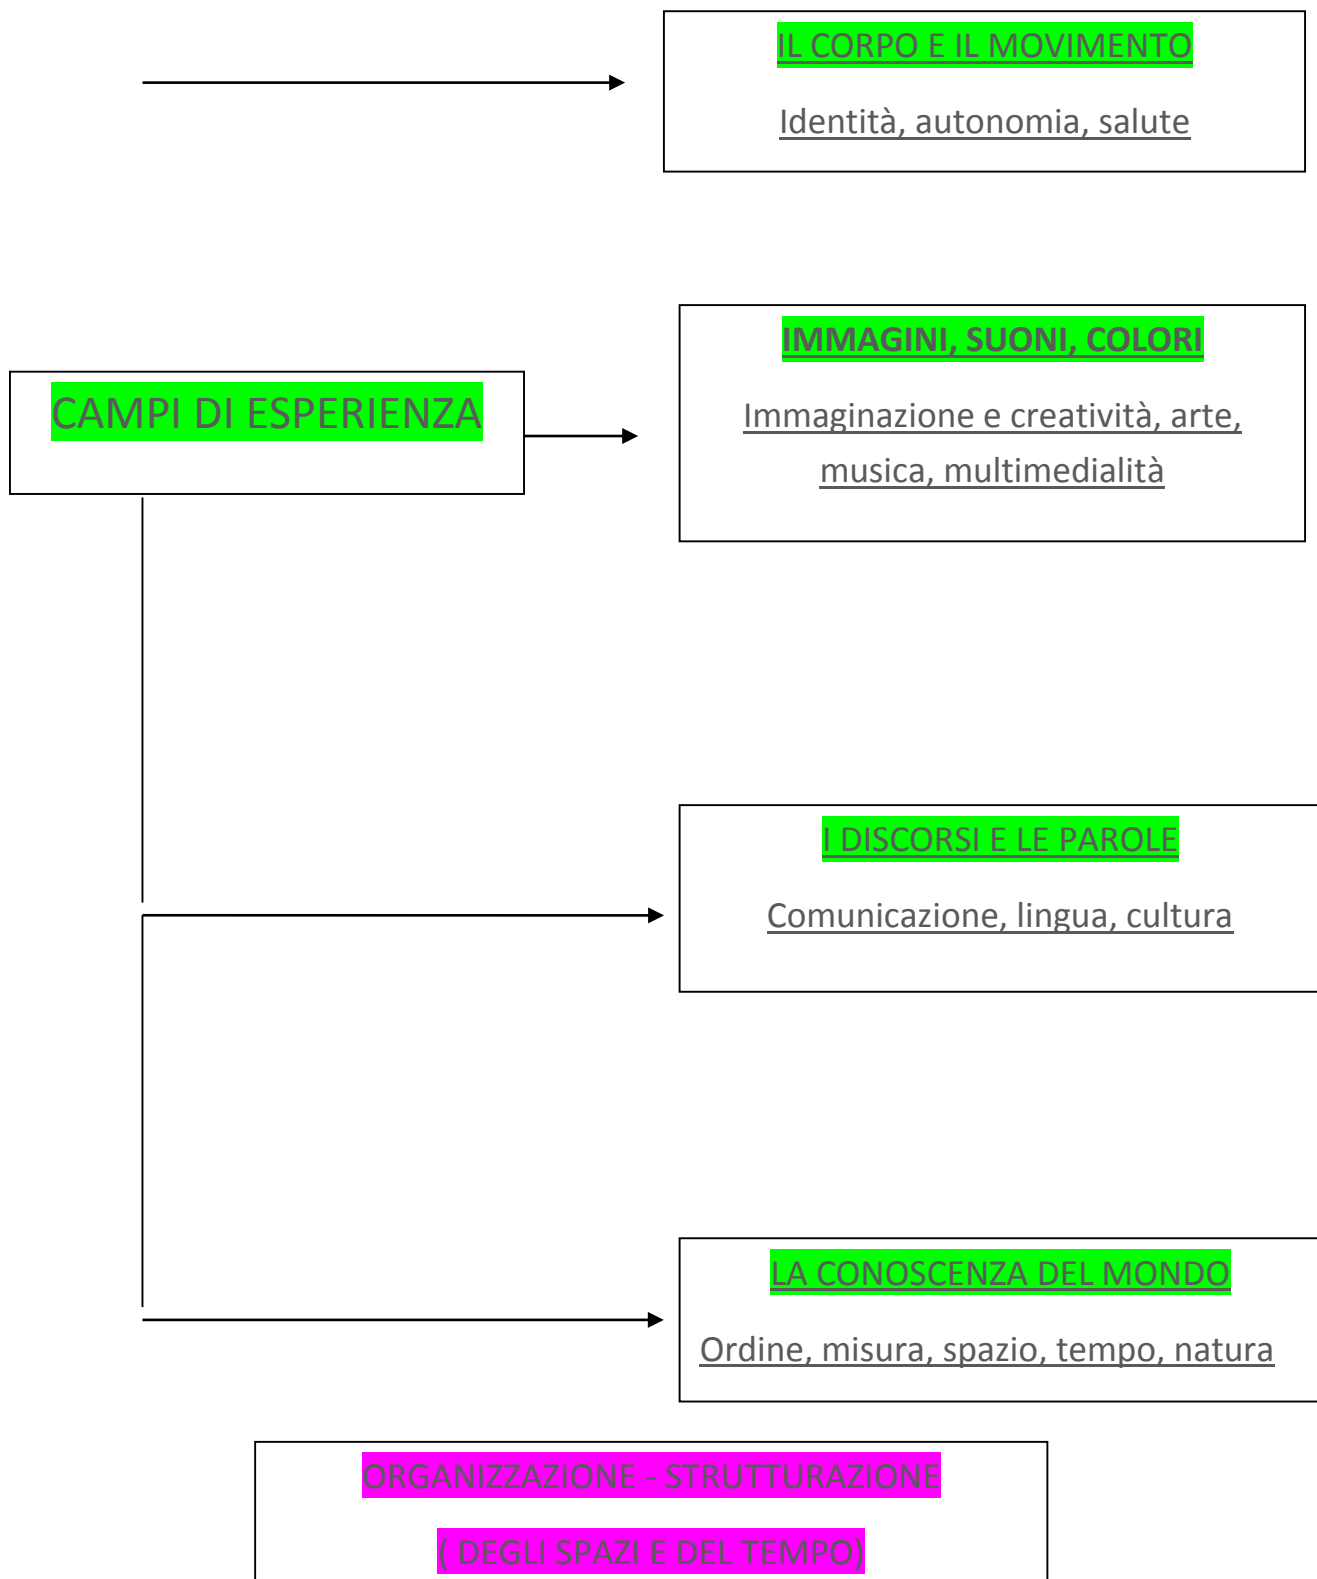 IL CORPO E IL MOVIMENTO
Identità, autonomia, salute
IMMAGINI, SUONI, COLORI
Immaginazione e creatività, arte,
musica, multimedialità
CAMPI DI ESPERIENZA
I DISCORSI E LE PAROLE
Comunicazione, lingua, cultura
LA CONOSCENZA DEL MONDO
Ordine, misura, spazio, tempo, natura
ORGANIZZAZIONE - STRUTTURAZIONE
( DEGLI SPAZI E DEL TEMPO)